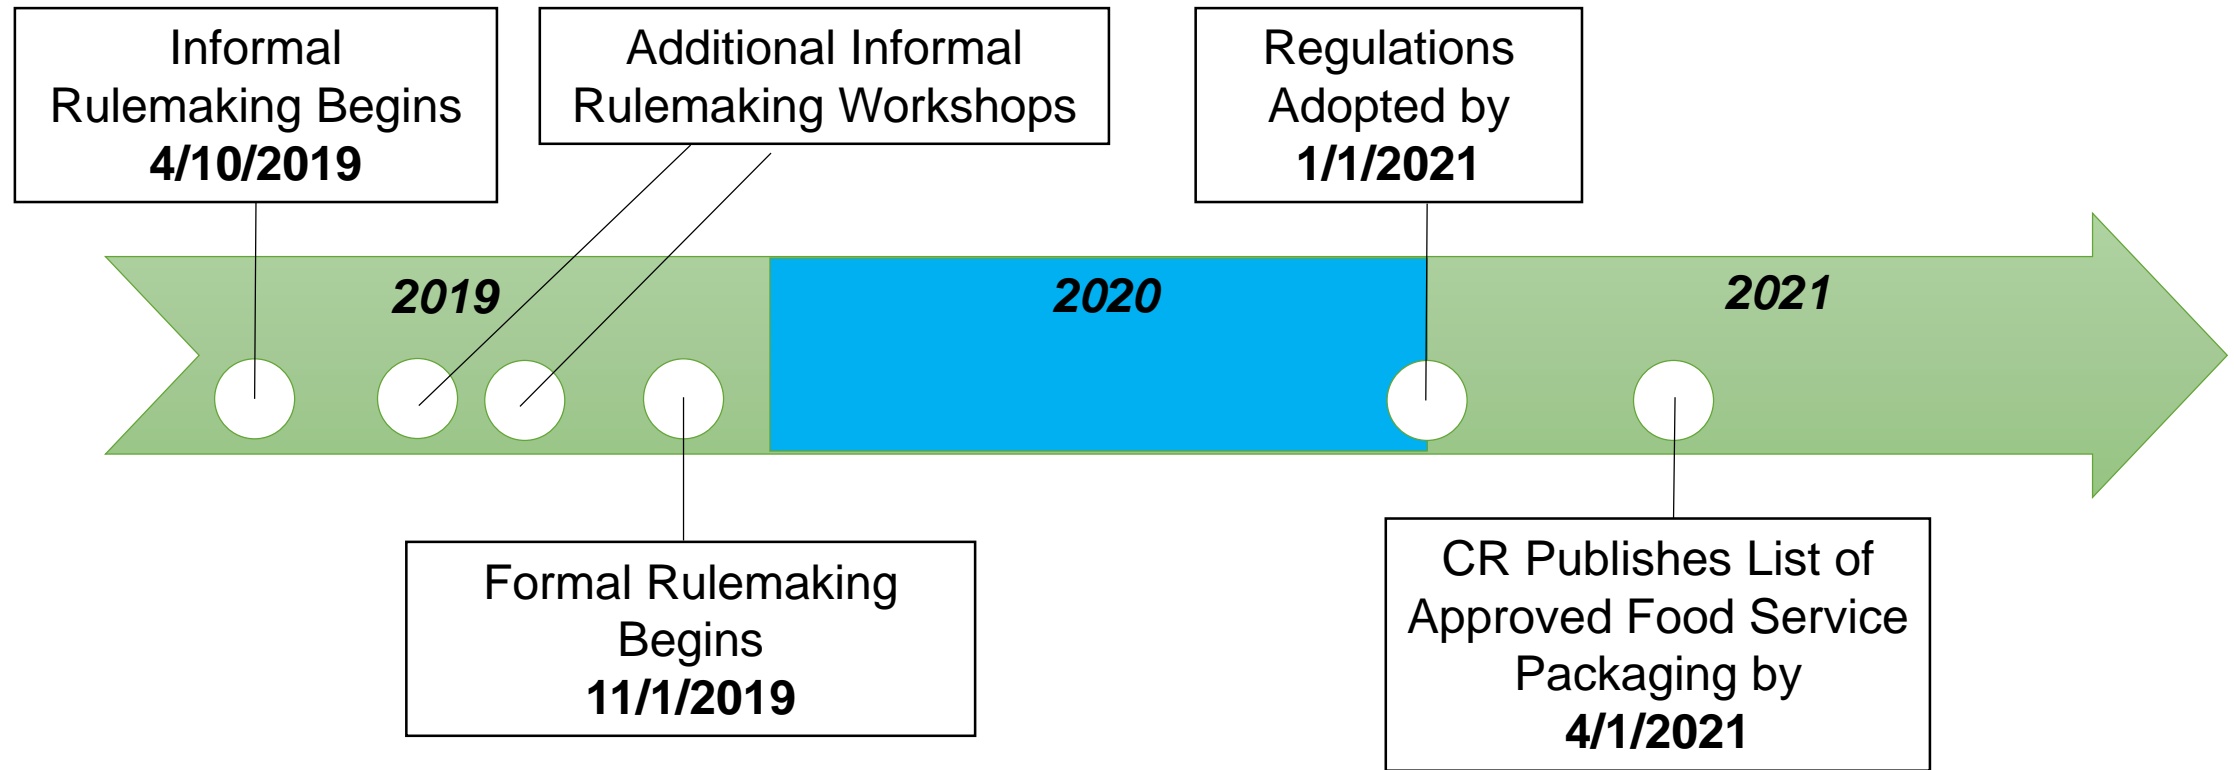 Informal
Rulemaking Begins
4/10/2019
Additional Informal
Rulemaking Workshops
Regulations
Adopted by
1/1/2021
2019
2020
2021
Formal Rulemaking
Begins
11/1/2019
CR Publishes List of
Approved Food Service
Packaging by
4/1/2021